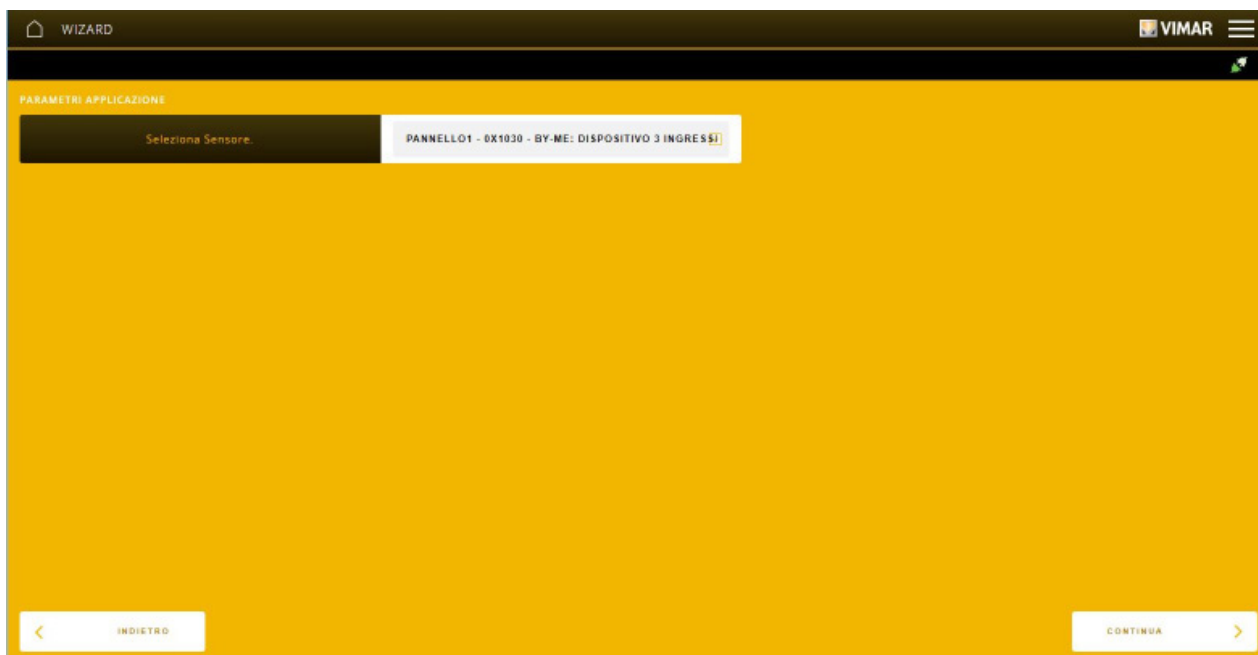 WIZARD
VIMAR
PARAMETRI APPLICAZIONE
Seleziona Sensore.
PANNELLO1 - 0X1030 - BY-ME: DISPOSITIVO 3 INGRESSI
INDIETRO
CONTINUA